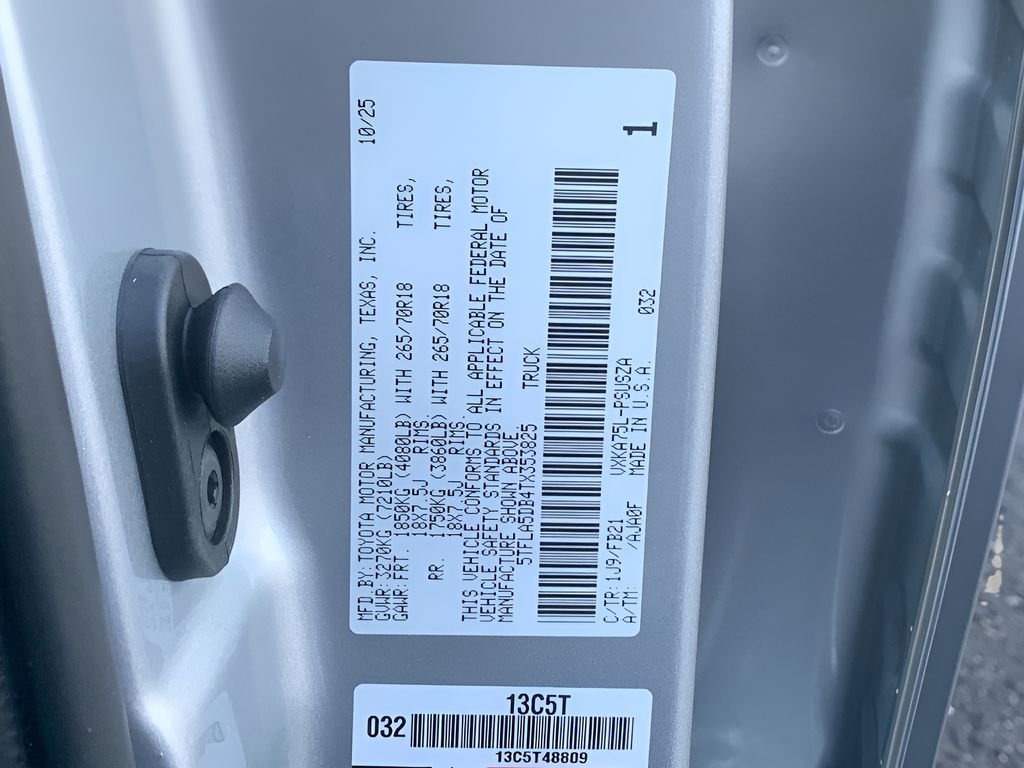 MFD.BY:TOYOTA MOTOR MANUFACTURING, TEXAS, INC. 10/25
GVWR:3270KG (7210LB)
GAWR:FRT. 1850KG (4080LB) WITH 265/70R18 TIRES,
18X7.5J RIMS.
RR. 1750KG (3860LB) WITH 265/70R18 TIRES,
18X7.5J RIMS.
THIS VEHICLE CONFORMS TO ALL APPLICABLE FEDERAL MOTOR
VEHICLE SAFETY STANDARDS IN EFFECT ON THE DATE OF
MANUFACTURE SHOWN ABOVE
5TFLA5DB4TX353825 TRUCK
1
C/TR:1U9/FB21 VXKA75L-PSUSZA
A/TM: /AJA0F MADE IN U.S.A. 032
13C5T
032
13C5T48809